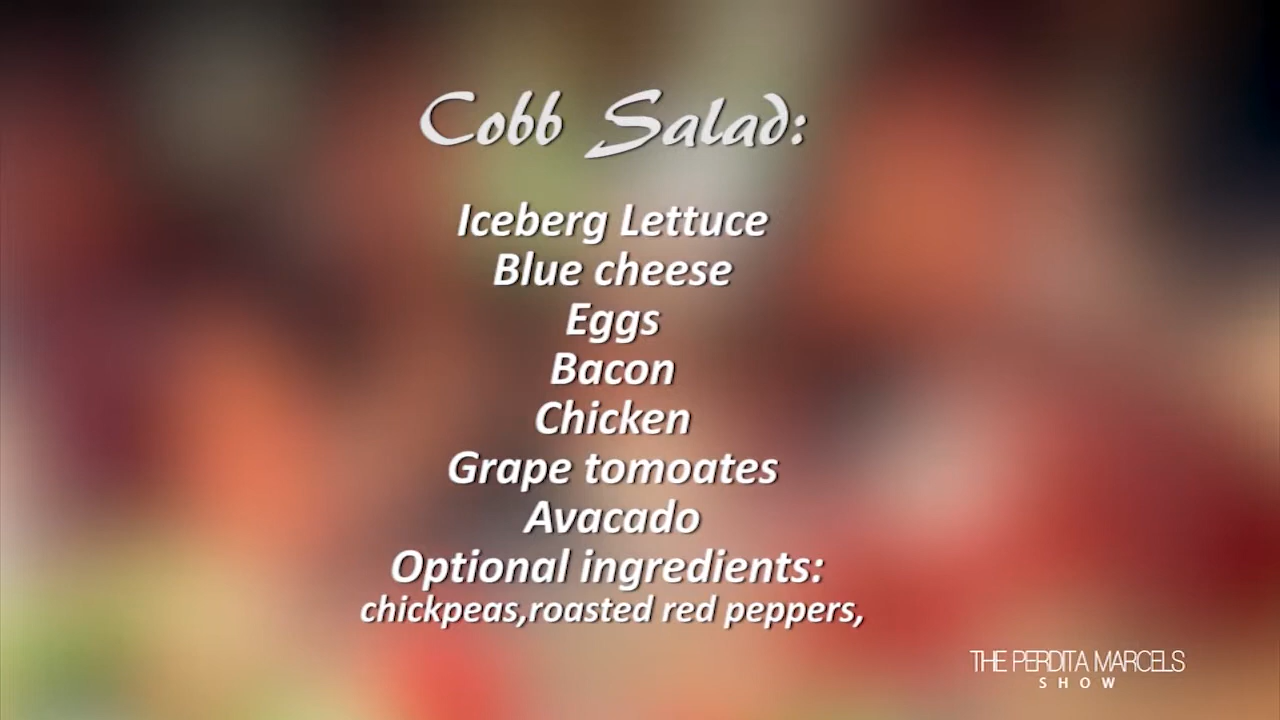 Cobb Salad:
Iceberg Lettuce
Blue cheese
Eggs
Bacon
Chicken
Grape tomoates
Avacado
Optional ingredients:
chickpeas,roasted red peppers,
THE PERDITA MARCELS
SHOW